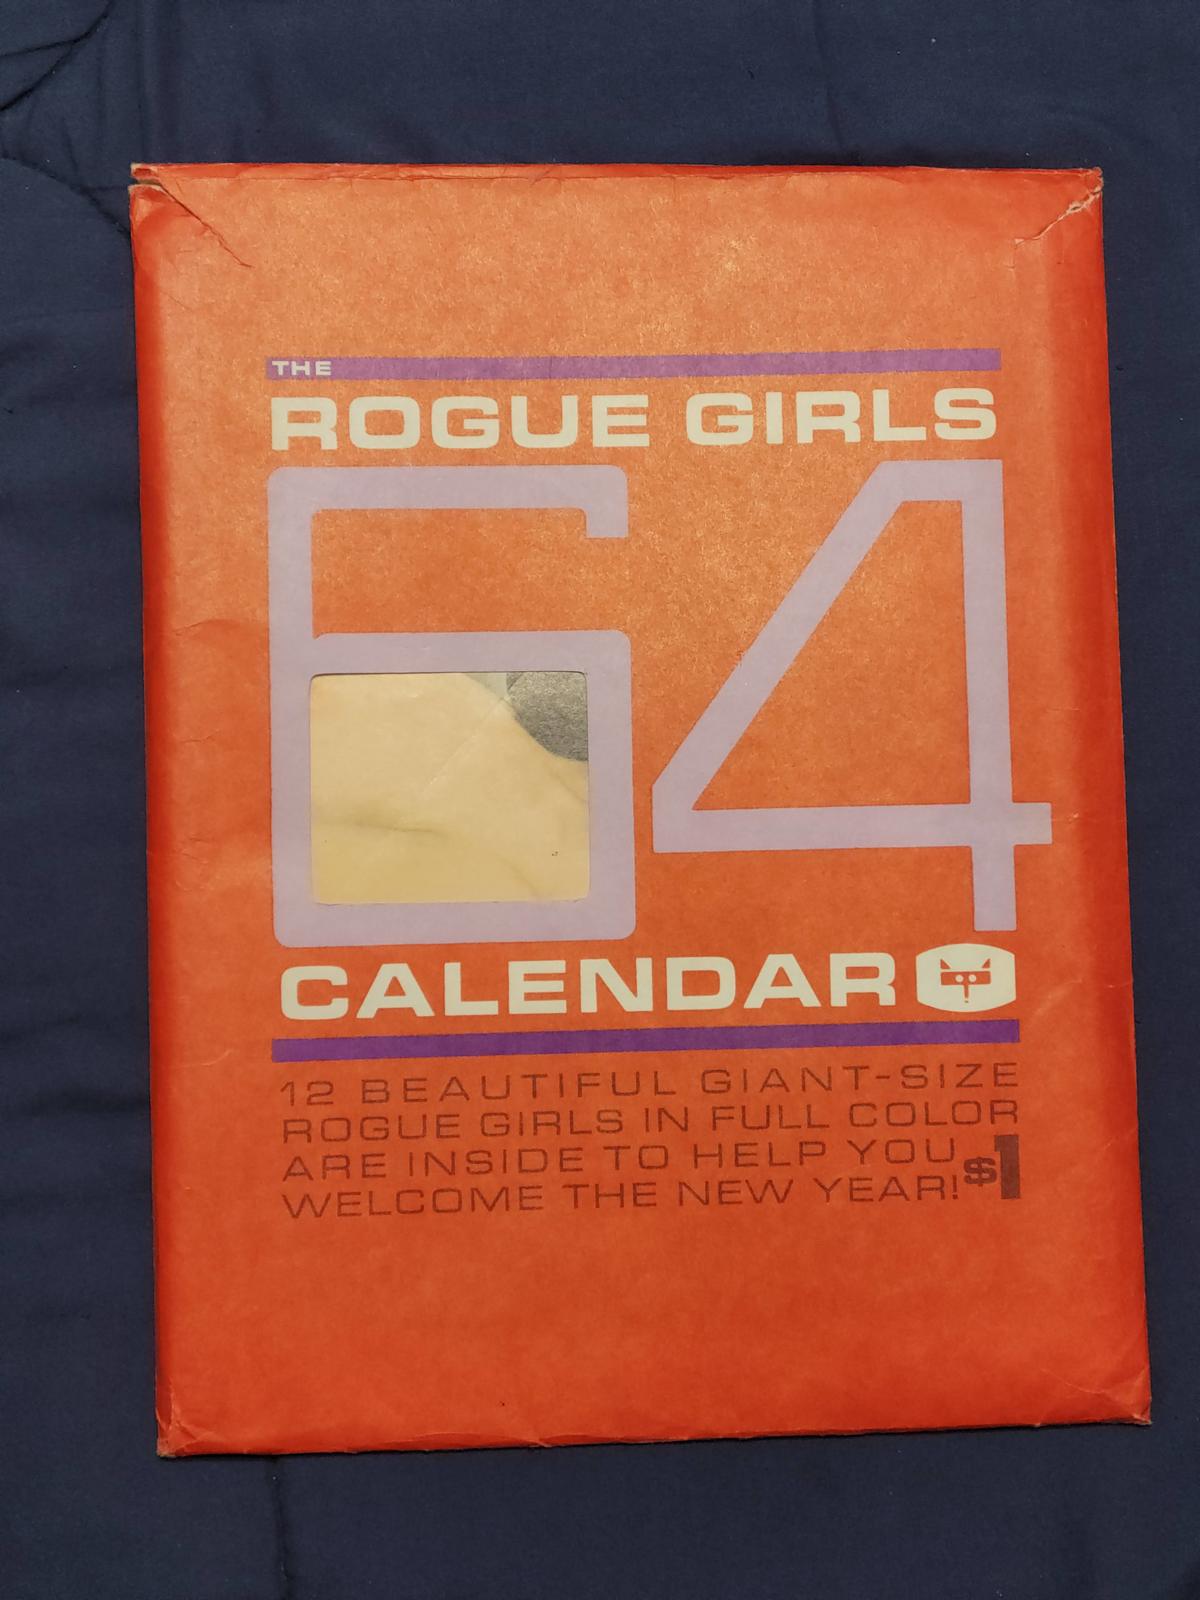 THE
ROGUE GIRLS
64
CALENDAR
12 BEAUTIFUL GIANT-SIZE
ROGUE GIRLS IN FULL COLOR
ARE INSIDE TO HELP YOU
WELCOME THE NEW YEAR!
$1